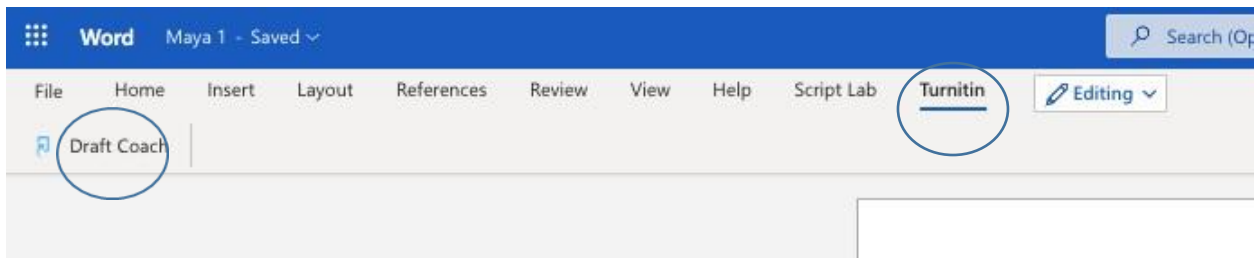 Word Maya 1 - Saved Search (Op
File Home Insert Layout References Review View Help Script Lab Turnitin Editing
Draft Coach